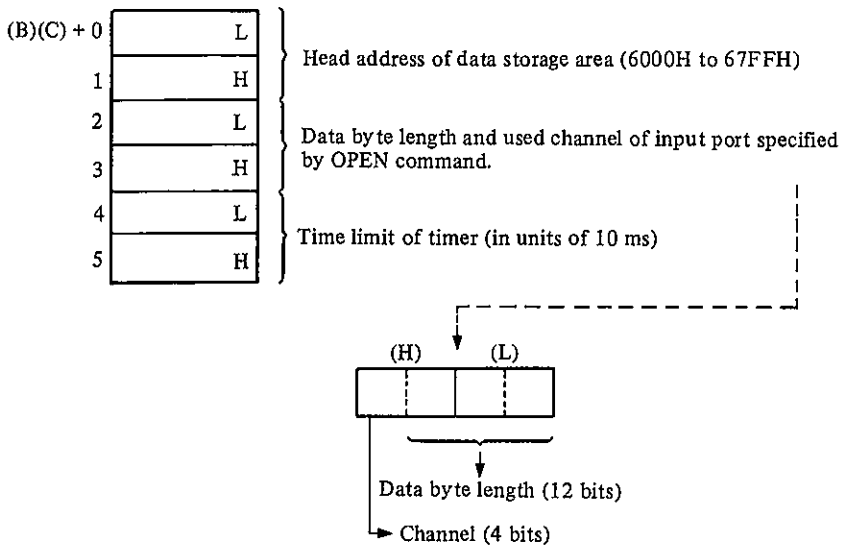 (B)(C) + 0 L
Head address of data storage area (6000H to 67FFH)
1 H
2 L
Data byte length and used channel of input port specified
by OPEN command.
3 H
4 L
Time limit of timer (in units of 10 ms)
5 H
(H) (L)
Data byte length (12 bits)
Channel (4 bits)